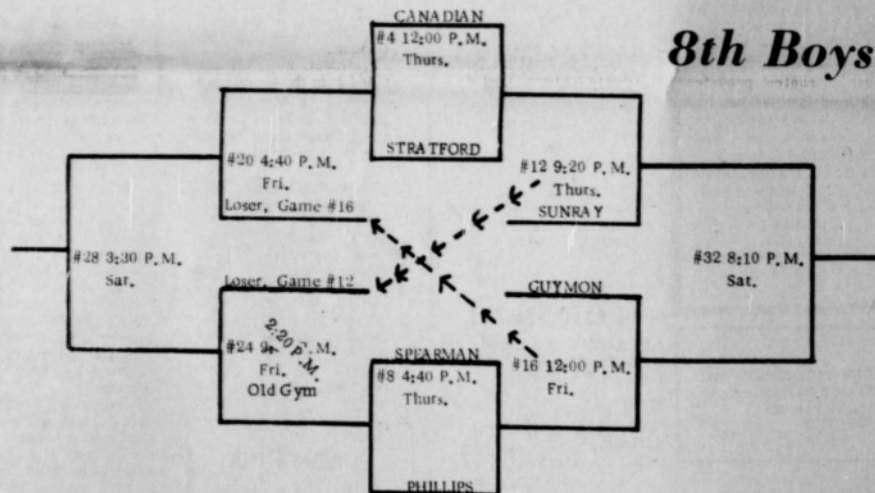 8th Boys
CANADIAN
#4 12:00 P.M.
Thurs.
STRATFORD
#20 4:40 P.M.
Fri.
Loser, Game #16
#12 9:20 P.M.
Thurs.
SUNRAY
#28 3:30 P.M.
Sat.
#32 8:10 P.M.
Sat.
Loser, Game #12
GUYMON
2:20 P.M.
#24 P.M.
Fri.
Old Gym
SPEARMAN
#8 4:40 P.M.
Thurs.
#16 12:00 P.M.
Fri.
PHILLIPS